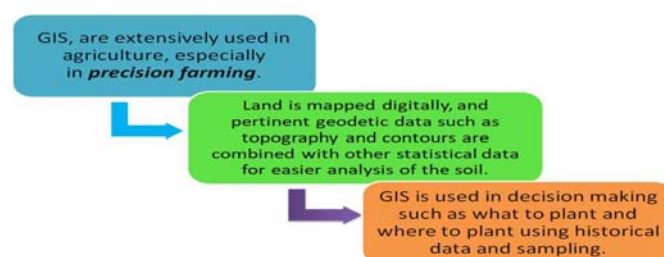 GIS, are extensively used in
agriculture, especially
in precision farming.
Land is mapped digitally, and
pertinent geodetic data such as
topography and contours are
combined with other statistical data
for easier analysis of the soil.
GIS is used in decision making
such as what to plant and
where to plant using historical
data and sampling.